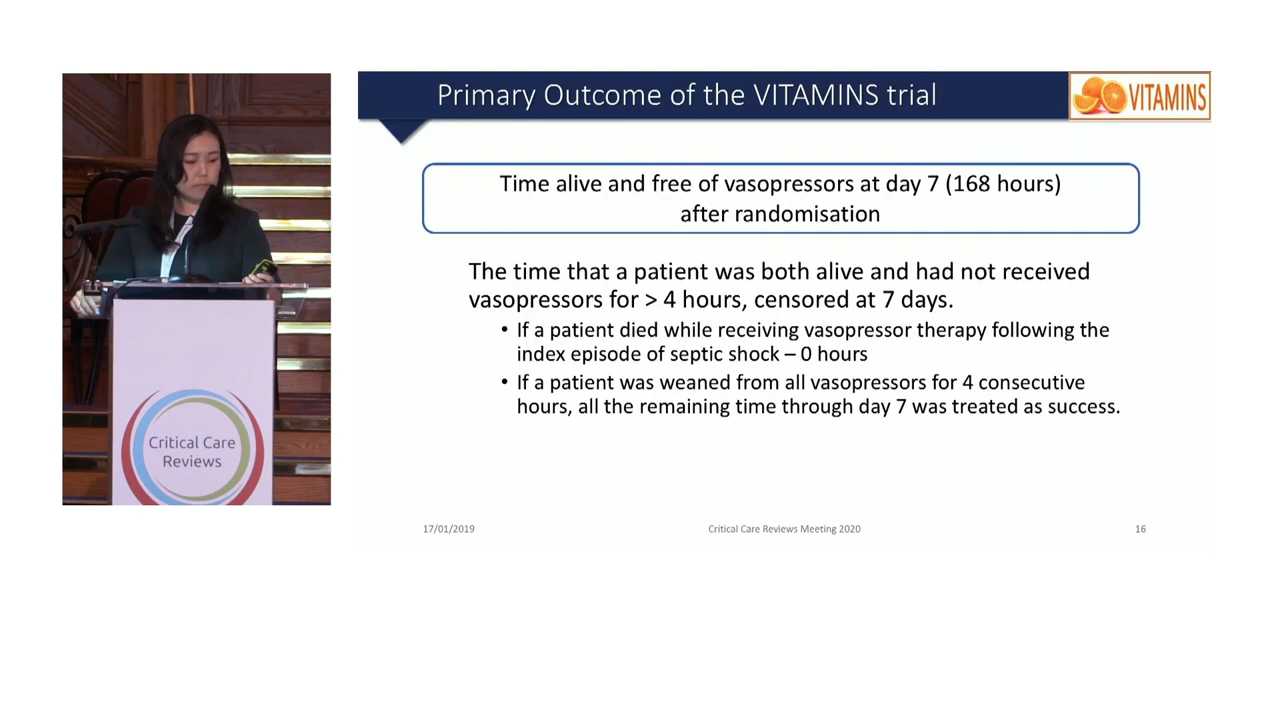 Primary Outcome of the VITAMINS trial
VITAMINS
Time alive and free of vasopressors at day 7 (168 hours)
after randomisation
The time that a patient was both alive and had not received
vasopressors for > 4 hours, censored at 7 days.
• If a patient died while receiving vasopressor therapy following the
index episode of septic shock – 0 hours
• If a patient was weaned from all vasopressors for 4 consecutive
hours, all the remaining time through day 7 was treated as success.
Critical Care
Reviews
17/01/2019
Critical Care Reviews Meeting 2020
16